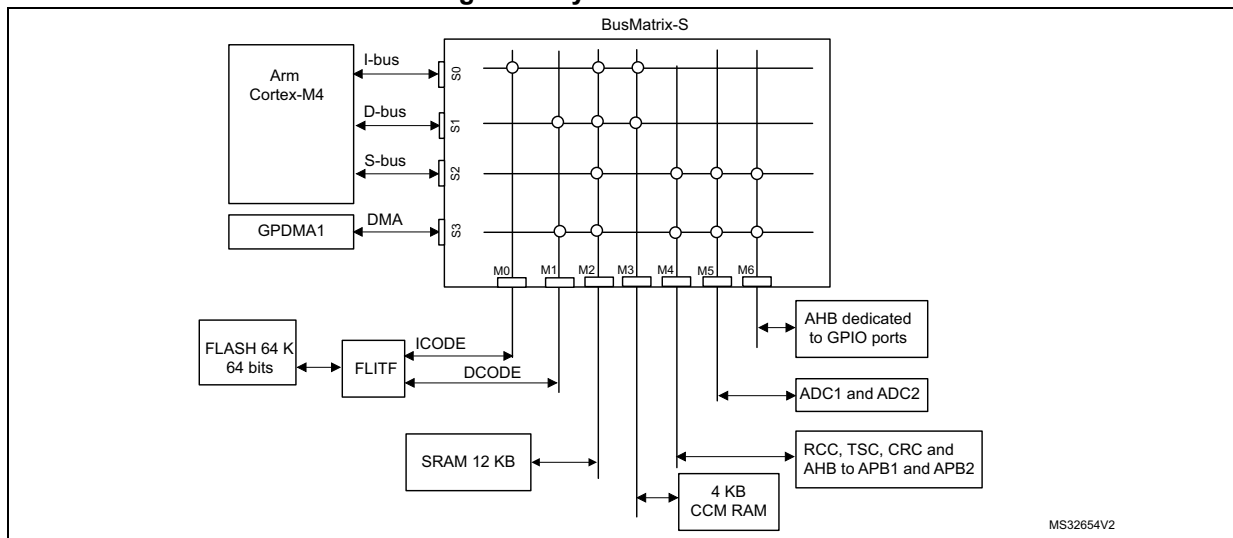 BusMatrix-S
Arm
Cortex-M4
I-bus
S0
D-bus
S1
S-bus
S2
GPDMA1
DMA
S3
M0 M1 M2 M3 M4 M5 M6
AHB dedicated
to GPIO ports
FLASH 64 K
64 bits
FLITF
ICODE
DCODE
ADC1 and ADC2
SRAM 12 KB
RCC, TSC, CRC and
AHB to APB1 and APB2
4 KB
CCM RAM
MS32654V2